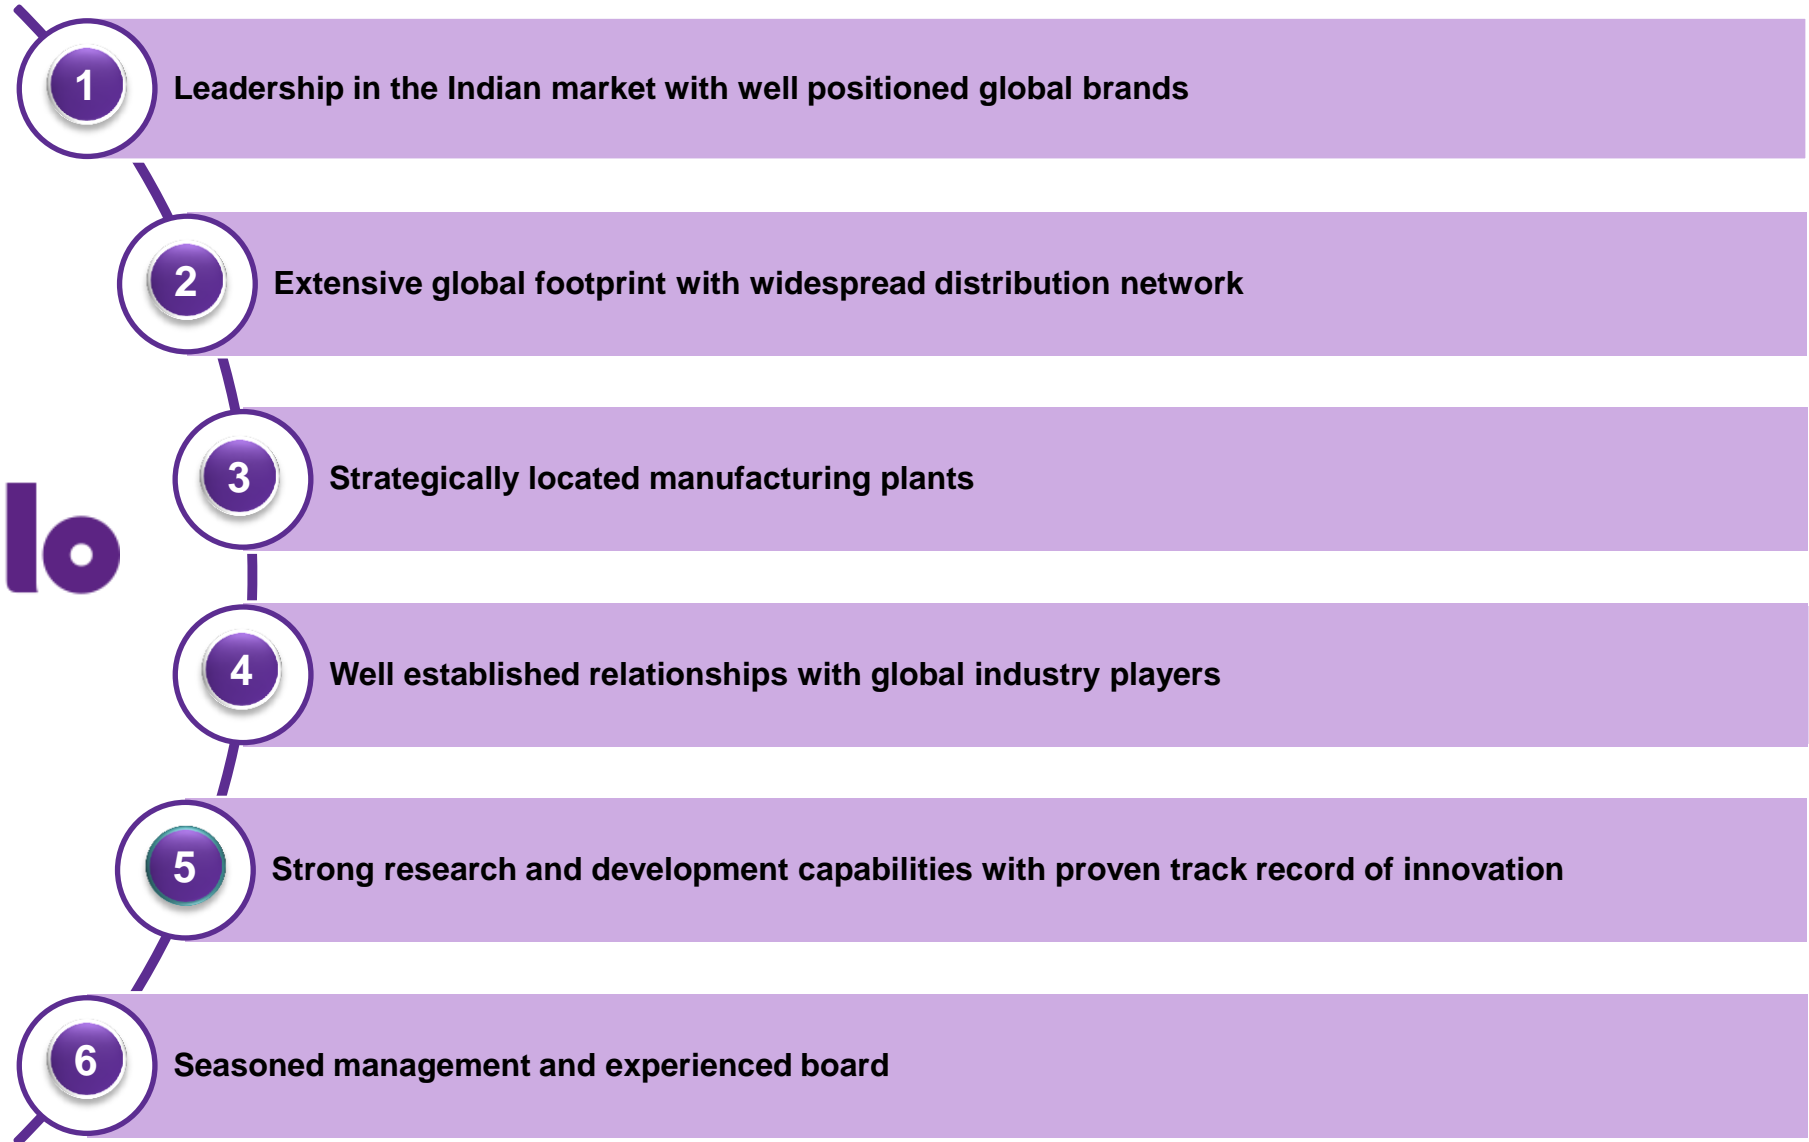 1
Leadership in the Indian market with well positioned global brands
2
Extensive global footprint with widespread distribution network
3
Strategically located manufacturing plants
lo
4
Well established relationships with global industry players
5
Strong research and development capabilities with proven track record of innovation
6
Seasoned management and experienced board